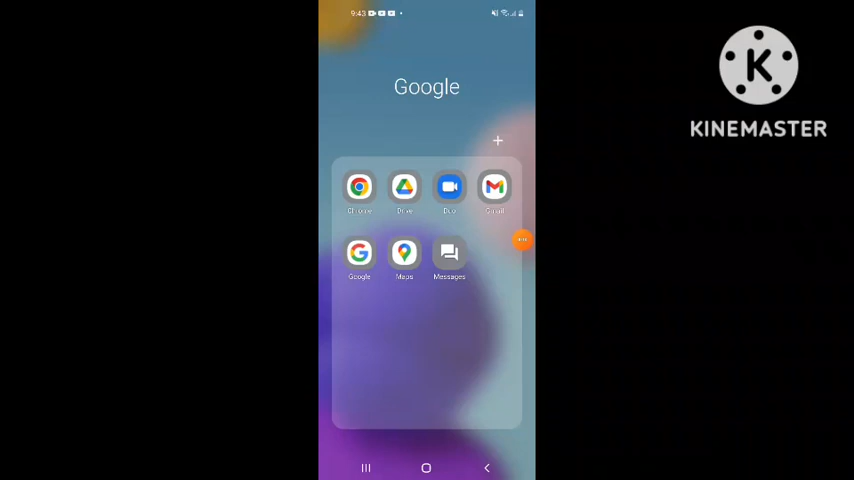 9:43
Google
KINEMASTER
Chrome
Drive
Duo
Gmail
Google
Maps
Messages